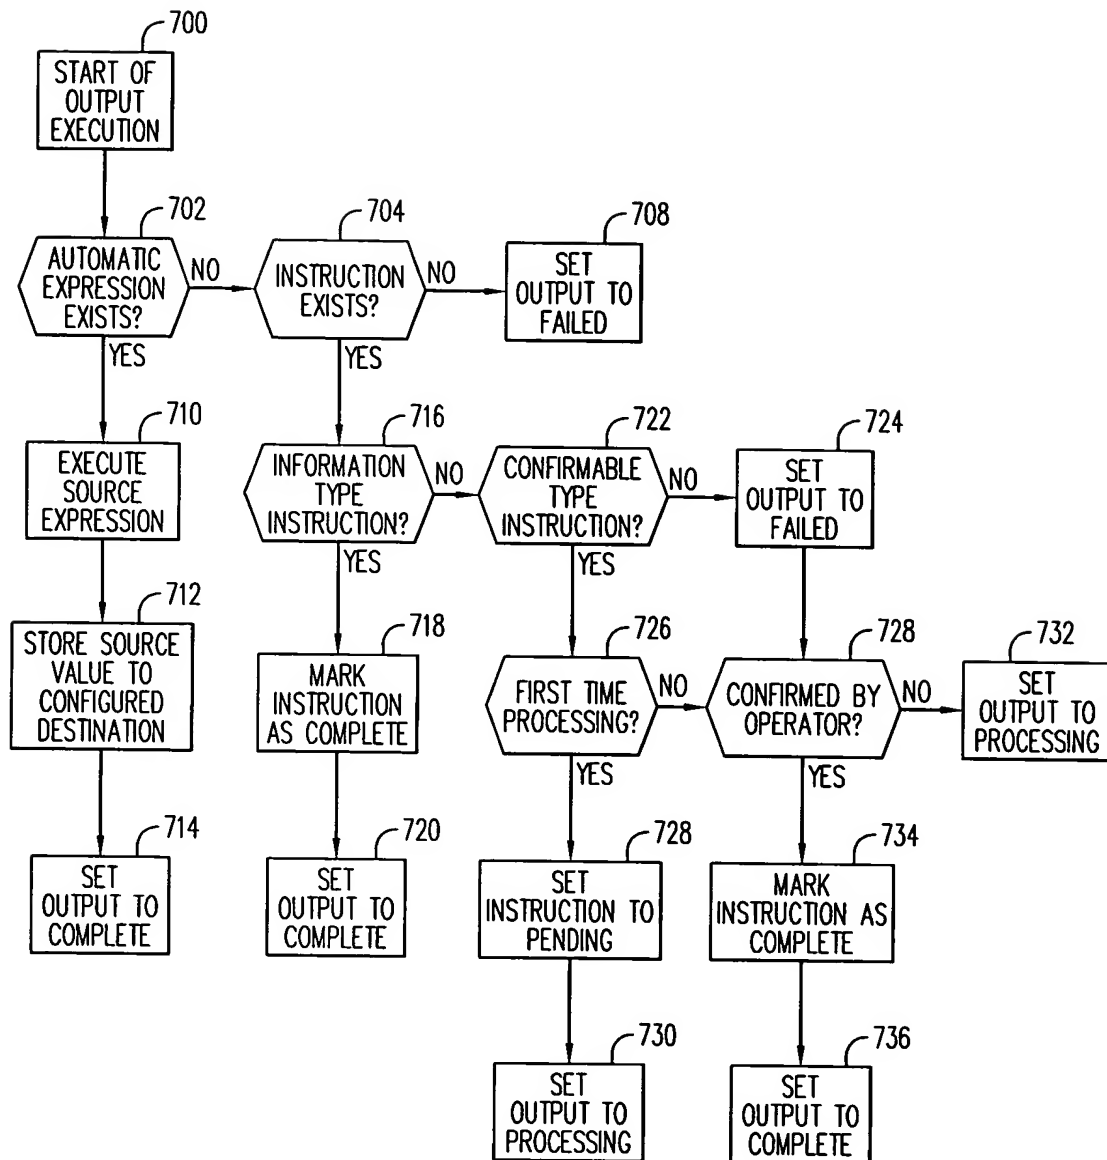 700
START OF
OUTPUT
EXECUTION
702
AUTOMATIC
EXPRESSION
EXISTS?
NO
YES
704
INSTRUCTION
EXISTS?
NO
YES
708
SET
OUTPUT TO
FAILED
710
EXECUTE
SOURCE
EXPRESSION
716
INFORMATION
TYPE
INSTRUCTION?
NO
YES
722
CONFIRMABLE
TYPE
INSTRUCTION?
NO
YES
724
SET
OUTPUT TO
FAILED
712
STORE SOURCE
VALUE TO
CONFIGURED
DESTINATION
718
MARK
INSTRUCTION
AS COMPLETE
726
FIRST TIME
PROCESSING?
NO
YES
728
CONFIRMED BY
OPERATOR?
NO
YES
732
SET
OUTPUT TO
PROCESSING
714
SET
OUTPUT TO
COMPLETE
720
SET
OUTPUT TO
COMPLETE
728
SET
INSTRUCTION TO
PENDING
734
MARK
INSTRUCTION AS
COMPLETE
730
SET
OUTPUT TO
PROCESSING
736
SET
OUTPUT TO
COMPLETE